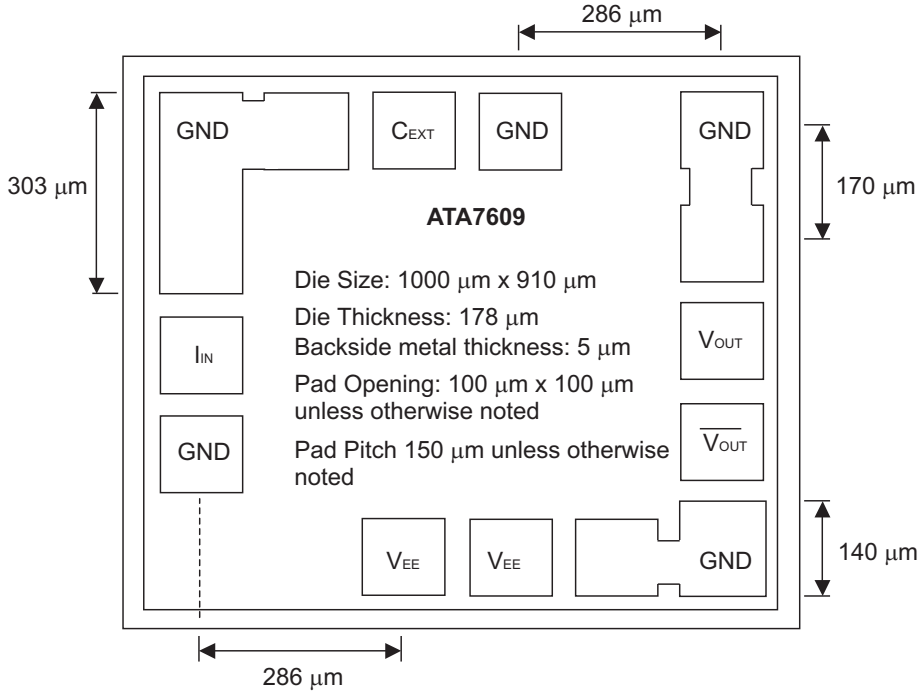 286 μm
GND
CEXT
GND
GND
303 μm
170 μm
ATA7609
Die Size: 1000 μm x 910 μm
Die Thickness: 178 μm
Backside metal thickness: 5 μm
Pad Opening: 100 μm x 100 μm
unless otherwise noted
Pad Pitch 150 μm unless otherwise
noted
IIN
VOUT
GND
V̅O̅U̅T̅
VEE
VEE
GND
140 μm
286 μm